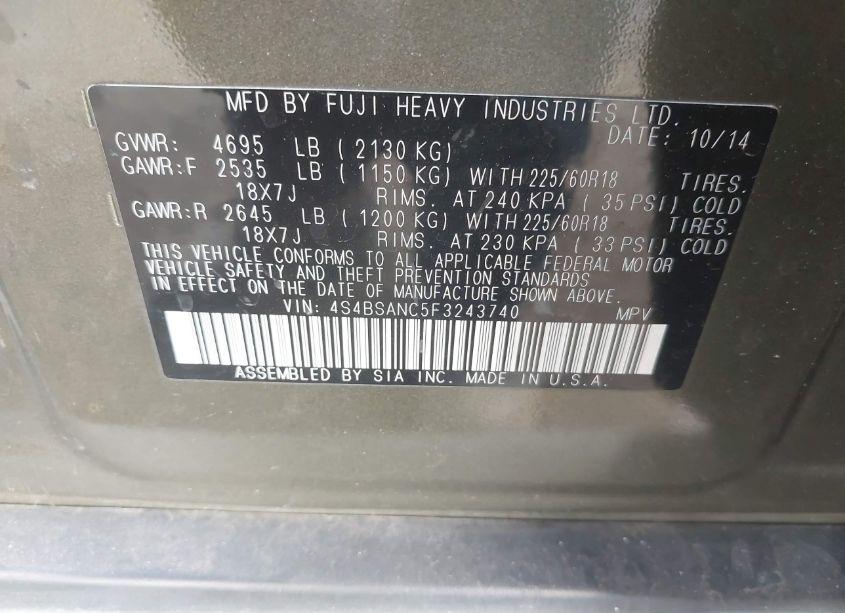 MFD BY FUJI HEAVY INDUSTRIES LTD.
DATE: 10/14
GVWR: 4695 LB ( 2130 KG)
GAWR:F 2535 LB ( 1150 KG) WITH 225/60R18 TIRES.
18X7J RIMS. AT 240 KPA ( 35 PSI) COLD
GAWR:R 2645 LB ( 1200 KG) WITH 225/60R18 TIRES.
18X7J RIMS. AT 230 KPA ( 33 PSI) COLD
THIS VEHICLE CONFORMS TO ALL APPLICABLE FEDERAL MOTOR
VEHICLE SAFETY AND THEFT PREVENTION STANDARDS
IN EFFECT ON THE DATE OF MANUFACTURE SHOWN ABOVE.
VIN: 4S4BSANC5F3243740 MPV
ASSEMBLED BY SIA INC. MADE IN U.S.A.